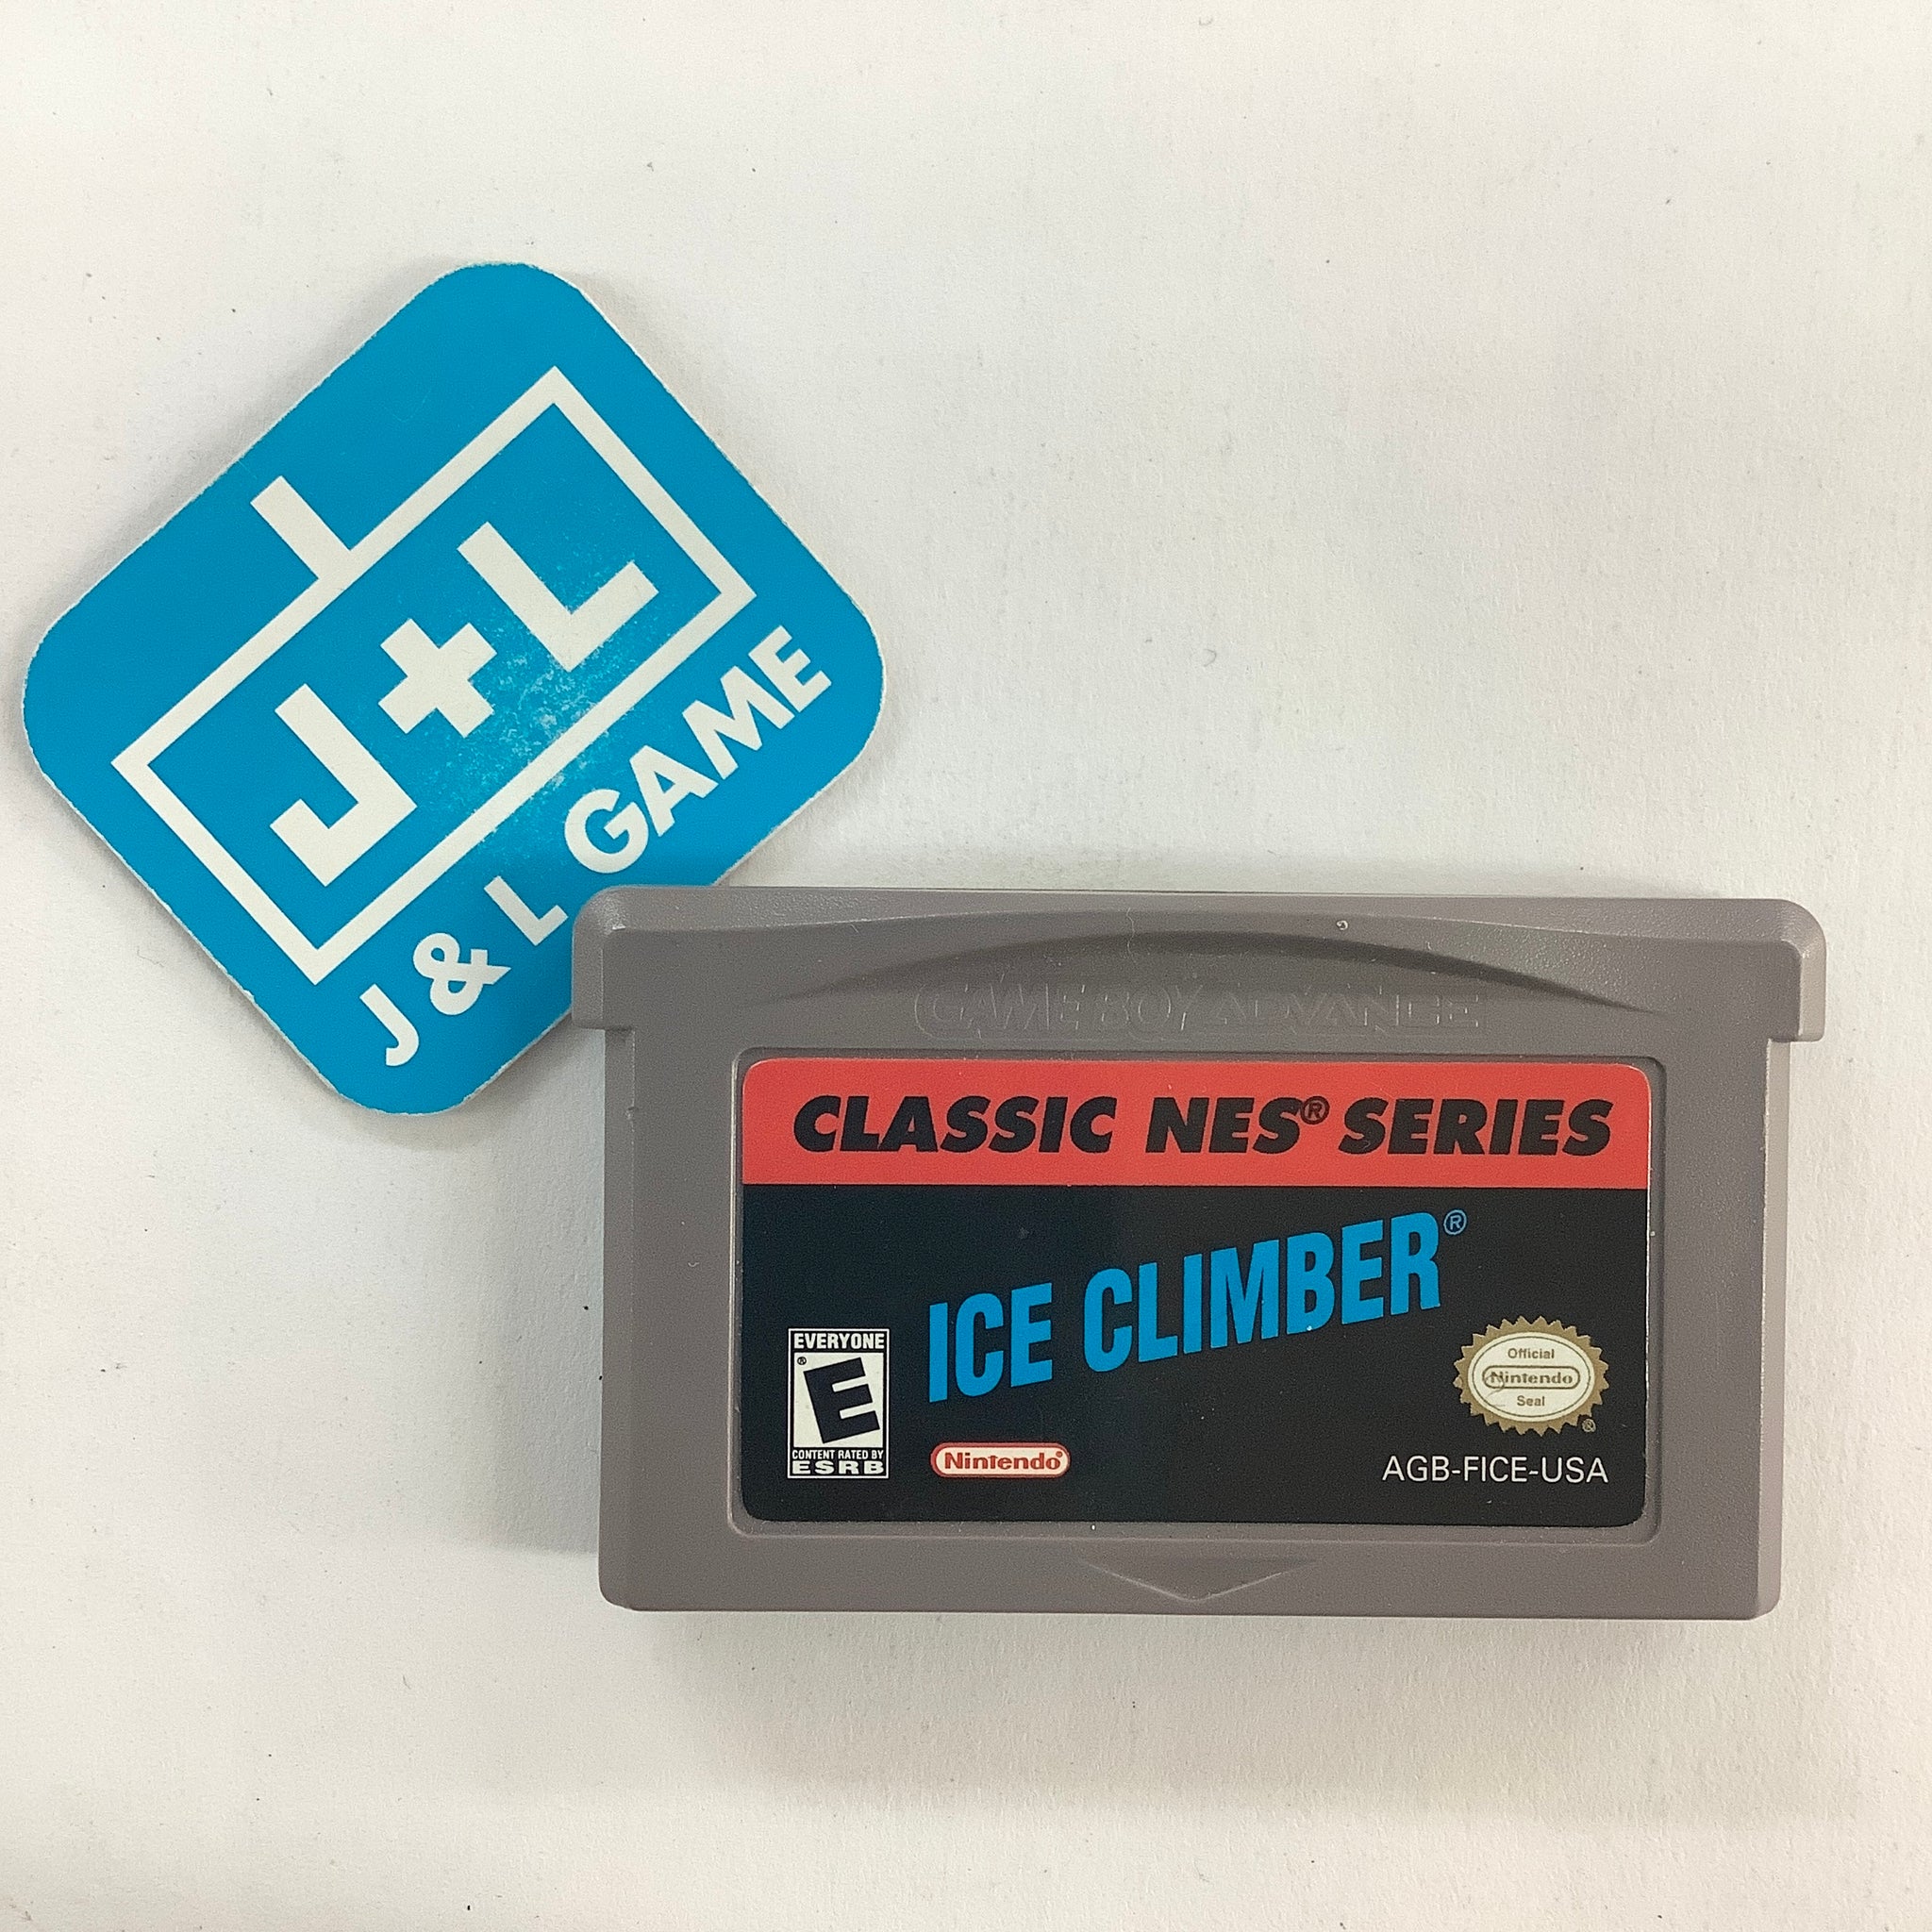 J+L
J & L GAME
GAME BOY ADVANCE
CLASSIC NES® SERIES
ICE CLIMBER®
EVERYONE
E®
CONTENT RATED BY
ESRB
Nintendo®
Official
Nintendo
Seal
®
AGB-FICE-USA